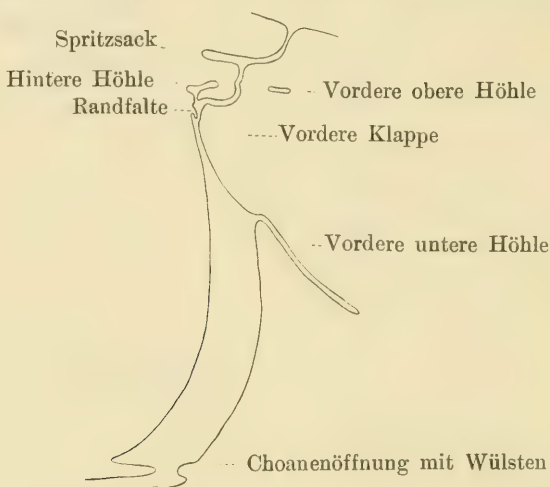 Spritzsack
Hintere Höhle
Vordere obere Höhle
Randfalte
Vordere Klappe
Vordere untere Höhle
Choanenöffnung mit Wülsten